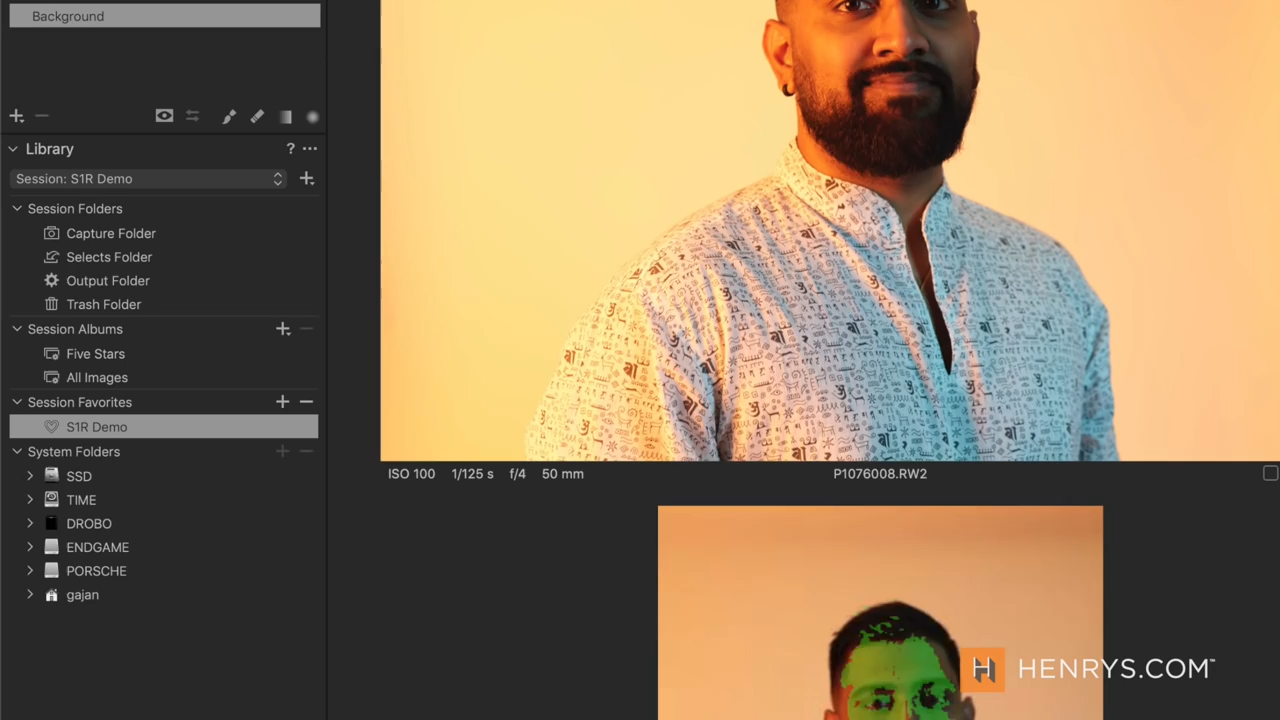 Background
Library
? ...
Session: S1R Demo
Session Folders
Capture Folder
Selects Folder
Output Folder
Trash Folder
Session Albums
Five Stars
All Images
Session Favorites
S1R Demo
System Folders
SSD
TIME
DROBO
ENDGAME
PORSCHE
gajan
ISO 100 1/125 s f/4 50 mm
P1076008.RW2
H HENRYS.COM™